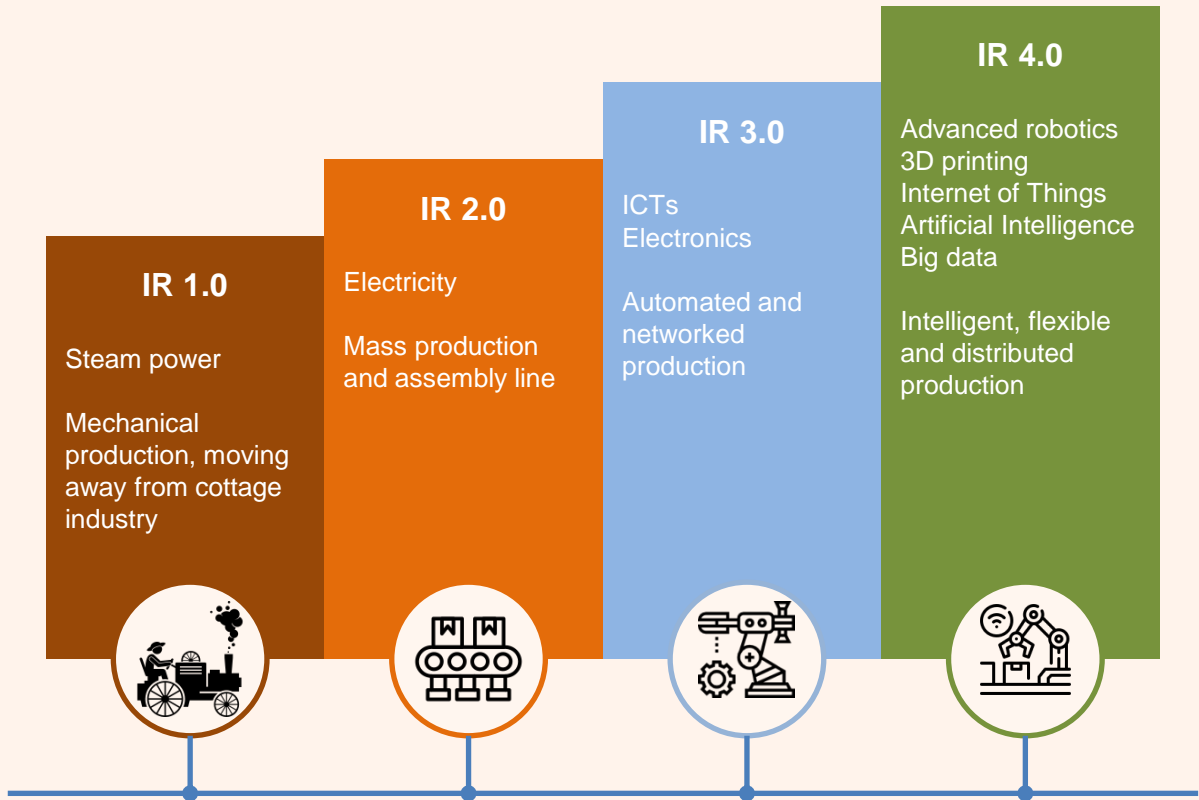 IR 1.0
Steam power
Mechanical
production, moving
away from cottage
industry
IR 2.0
Electricity
Mass production
and assembly line
IR 3.0
ICTs
Electronics
Automated and
networked
production
IR 4.0
Advanced robotics
3D printing
Internet of Things
Artificial Intelligence
Big data
Intelligent, flexible
and distributed
production